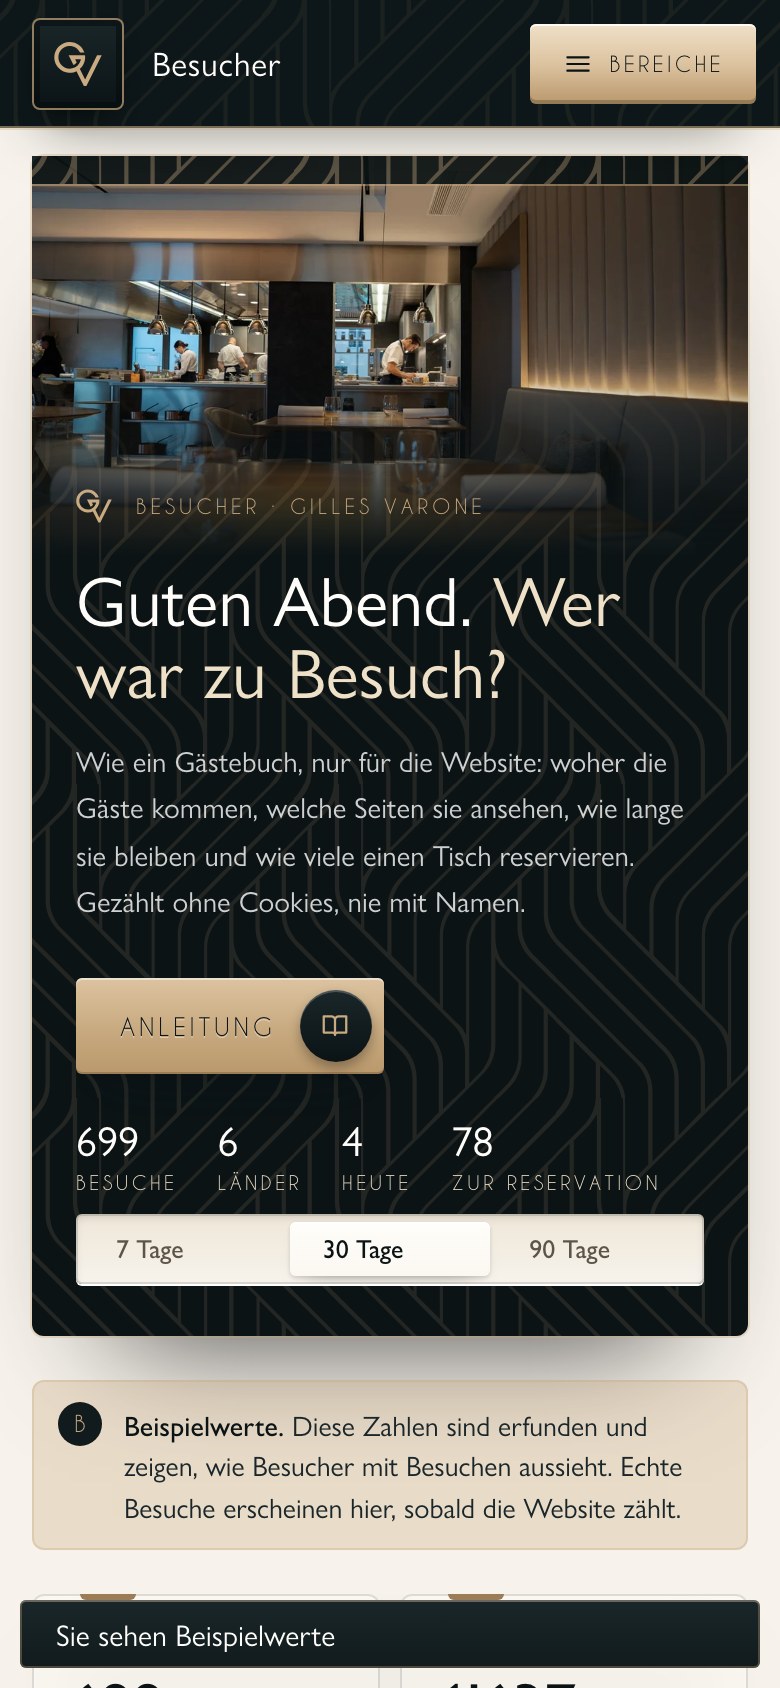 GV
Besucher
BEREICHE
GV BESUCHER · GILLES VARONE
Guten Abend. Wer
war zu Besuch?
Wie ein Gästebuch, nur für die Website: woher die
Gäste kommen, welche Seiten sie ansehen, wie lange
sie bleiben und wie viele einen Tisch reservieren.
Gezählt ohne Cookies, nie mit Namen.
ANLEITUNG
699 6 4 78
BESUCHE LÄNDER HEUTE ZUR RESERVATION
7 Tage 30 Tage 90 Tage
B
Beispielwerte. Diese Zahlen sind erfunden und
zeigen, wie Besucher mit Besuchen aussieht. Echte
Besuche erscheinen hier, sobald die Website zählt.
Sie sehen Beispielwerte